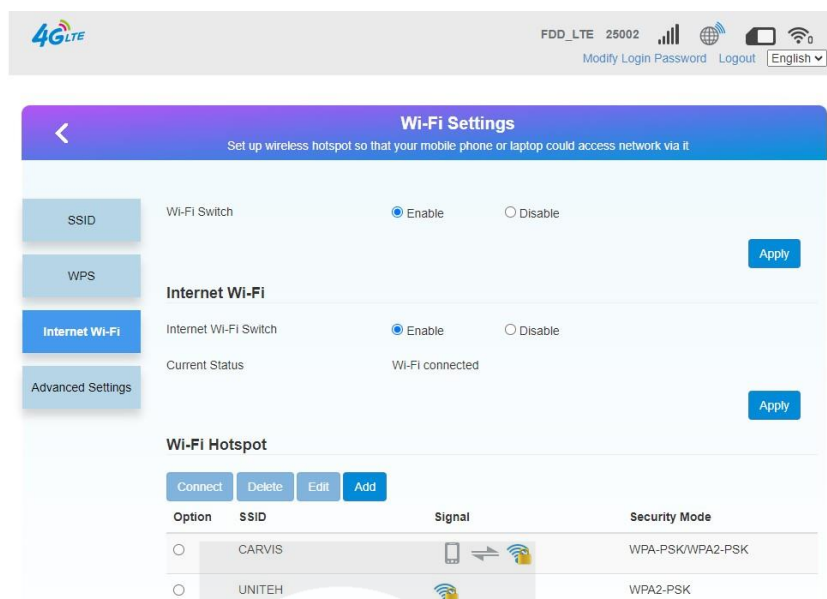 4G LTE
FDD_LTE 25002
0
Modify Login Password Logout English
Wi-Fi Settings
Set up wireless hotspot so that your mobile phone or laptop could access network via it
SSID
WPS
Internet Wi-Fi
Advanced Settings
Wi-Fi Switch Enable Disable
Apply
Internet Wi-Fi
Internet Wi-Fi Switch Enable Disable
Current Status Wi-Fi connected
Apply
Wi-Fi Hotspot
Connect Delete Edit Add
Option SSID Signal Security Mode
CARVIS WPA-PSK/WPA2-PSK
UNITEH WPA2-PSK